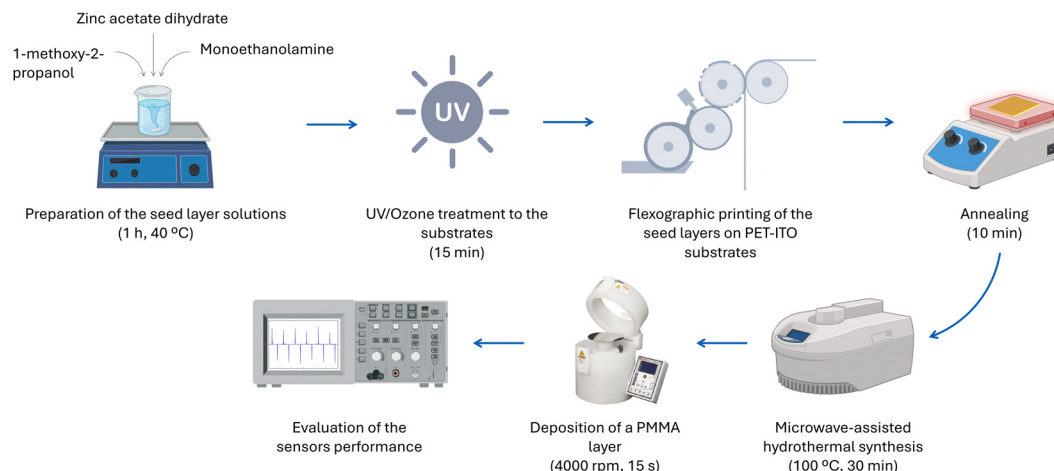 Zinc acetate dihydrate
1-methoxy-2-
propanol
Monoethanolamine
UV
Preparation of the seed layer solutions
(1 h, 40 ºC)
UV/Ozone treatment to the
substrates
(15 min)
Flexographic printing of the
seed layers on PET-ITO
substrates
Annealing
(10 min)
Evaluation of the
sensors performance
Deposition of a PMMA
layer
(4000 rpm, 15 s)
Microwave-assisted
hydrothermal synthesis
(100 ºC, 30 min)